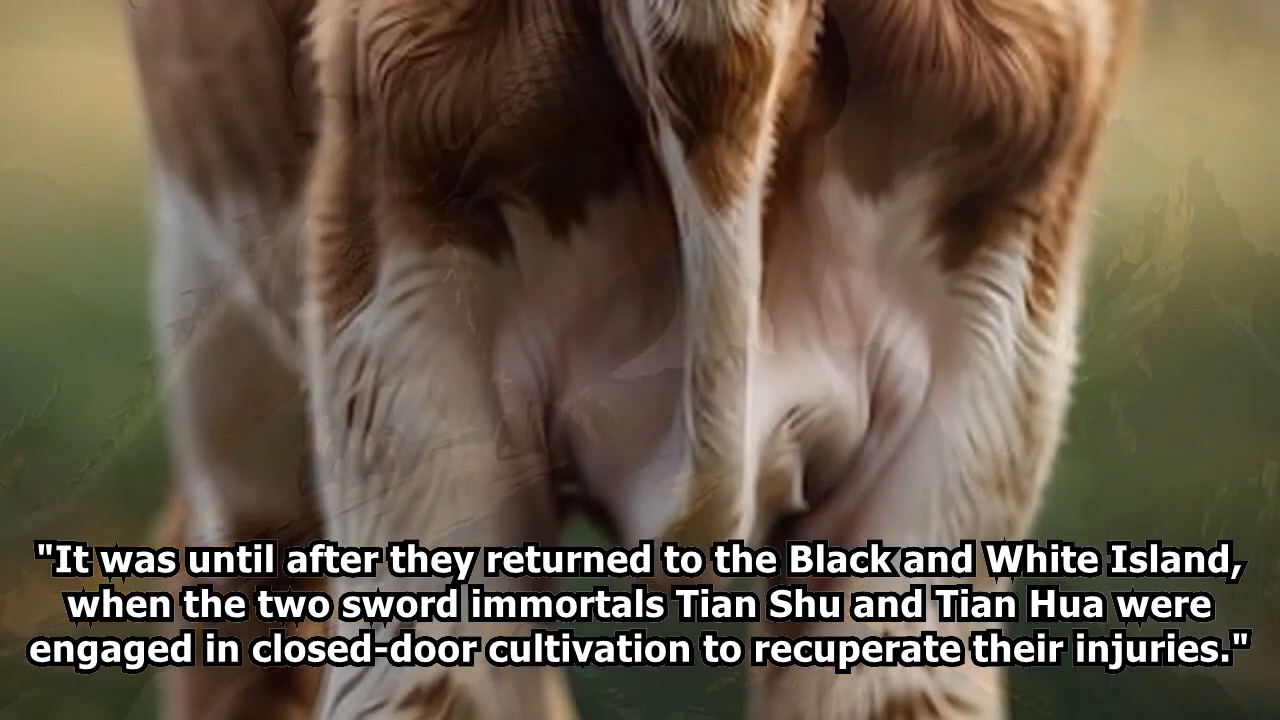 "It was until after they returned to the Black and White Island,
when the two sword immortals Tian Shu and Tian Hua were
engaged in closed-door cultivation to recuperate their injuries."